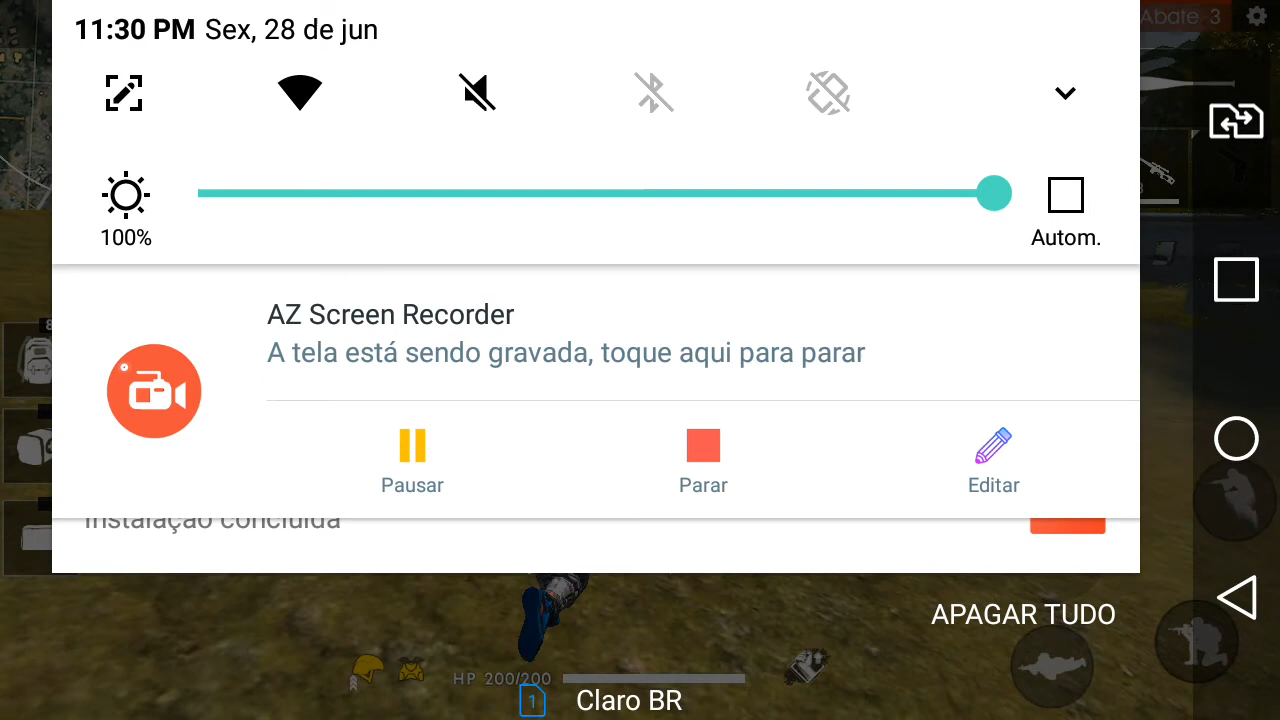 11:30 PM Sex, 28 de jun
Abate 3
100%
Autom.
AZ Screen Recorder
A tela está sendo gravada, toque aqui para parar
Pausar
Parar
Editar
Instalação concluída
APAGAR TUDO
HP 200/200
1
Claro BR